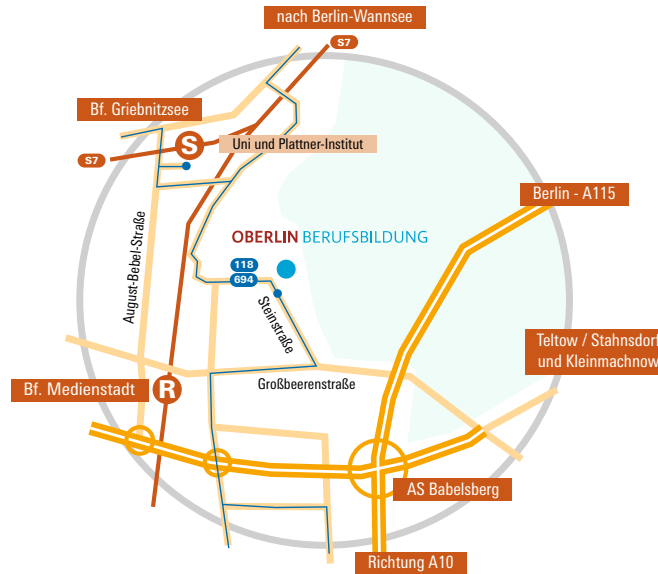 nach Berlin-Wannsee
S7
Bf. Griebnitzsee
S
S7
Uni und Plattner-Institut
Berlin - A115
August-Bebel-Straße
OBERLIN BERUFSBILDUNG
118
694
Steinstraße
Teltow / Stahnsdorf
und Kleinmachnow
Großbeerenstraße
Bf. Medienstadt
R
AS Babelsberg
Richtung A10